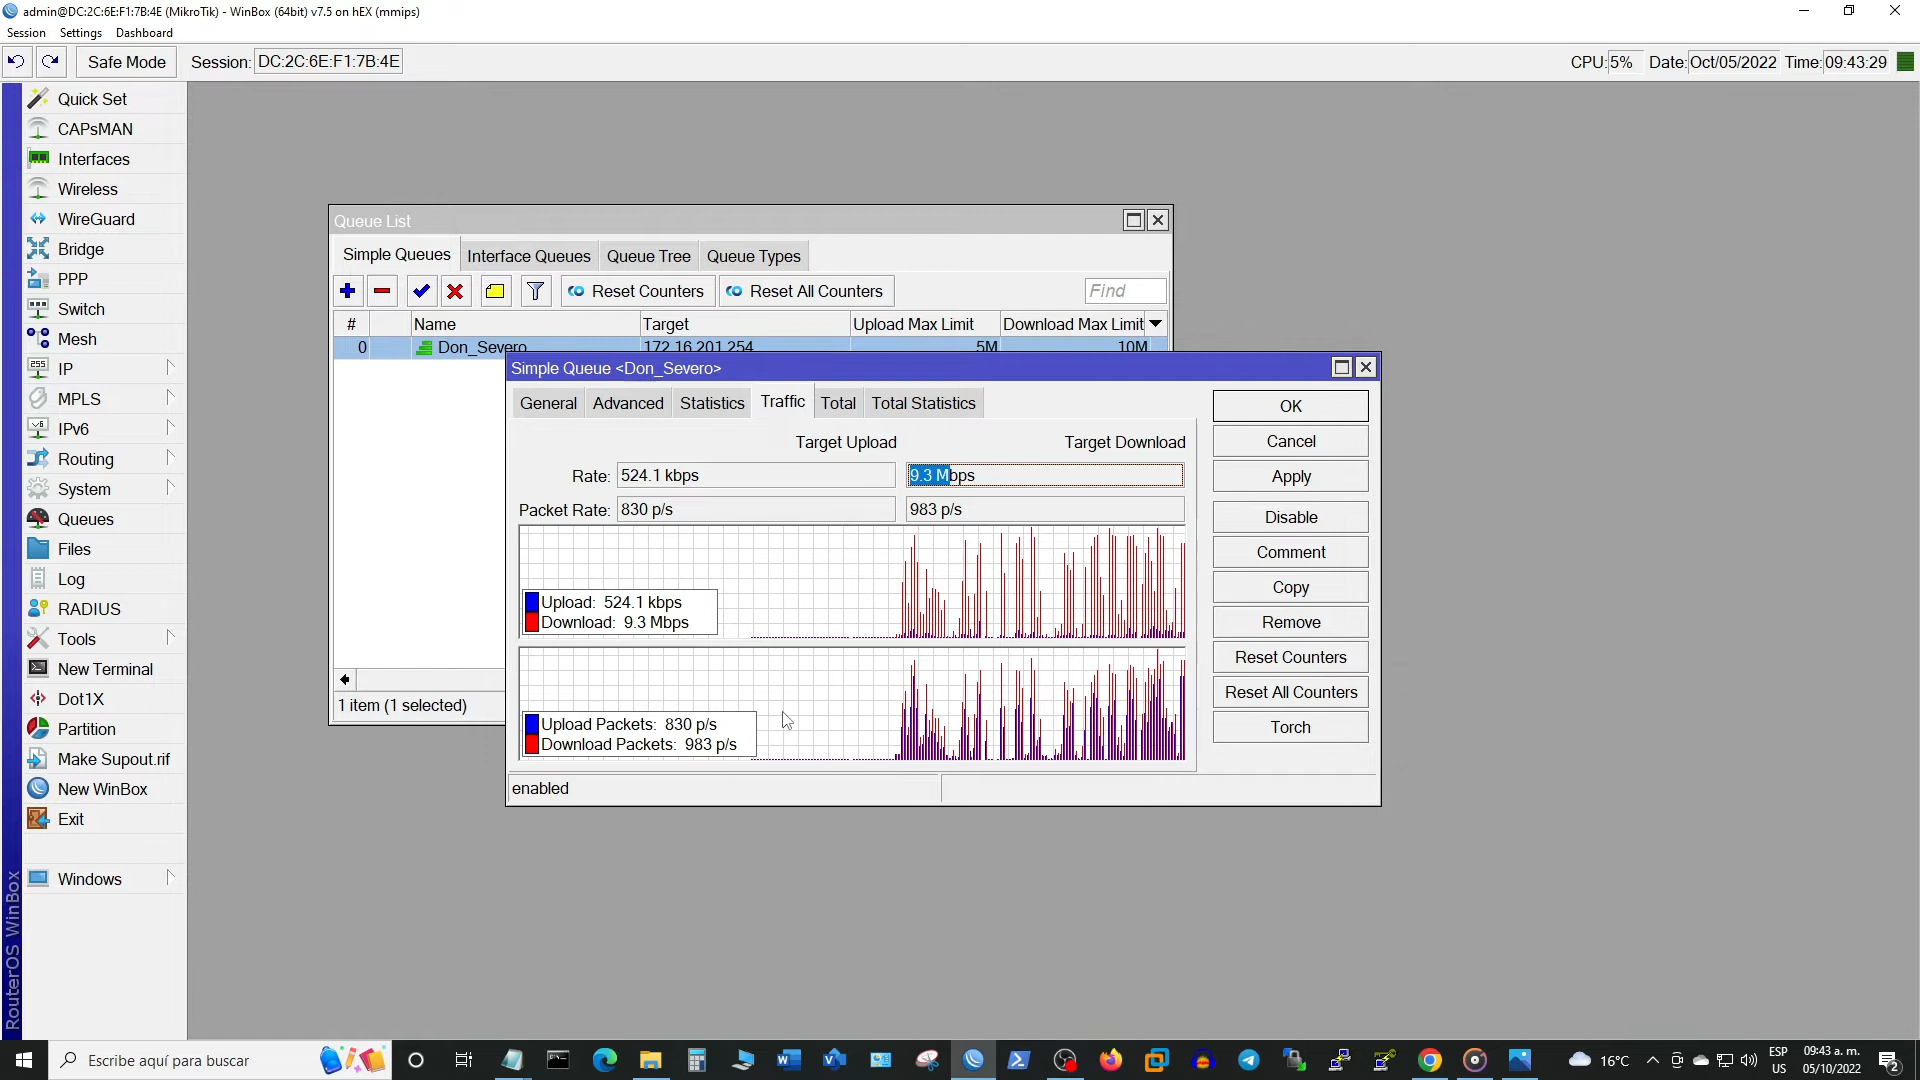 admin@DC:2C:6E:F1:7B:4E (MikroTik) - WinBox (64bit) v7.5 on hEX (mmips)
Session Settings Dashboard
Safe Mode Session: DC:2C:6E:F1:7B:4E CPU: 5% Date: Oct/05/2022 Time: 09:43:29
Quick Set
CAPsMAN
Interfaces
Wireless
WireGuard
Bridge
PPP
Switch
Mesh
IP
MPLS
IPv6
Routing
System
Queues
Files
Log
RADIUS
Tools
New Terminal
Dot1X
Partition
Make Supout.rif
New WinBox
Exit
Windows
RouterOS WinBox
Queue List
Simple Queues Interface Queues Queue Tree Queue Types
Reset Counters Reset All Counters Find
# Name Target Upload Max Limit Download Max Limit
0 Don_Severo 172.16.201.254 5M 10M
1 item (1 selected)
Simple Queue <Don_Severo>
General Advanced Statistics Traffic Total Total Statistics
Target Upload Target Download
Rate: 524.1 kbps 9.3 Mbps
Packet Rate: 830 p/s 983 p/s
Upload: 524.1 kbps
Download: 9.3 Mbps
Upload Packets: 830 p/s
Download Packets: 983 p/s
enabled
OK
Cancel
Apply
Disable
Comment
Copy
Remove
Reset Counters
Reset All Counters
Torch
Escribe aquí para buscar
16°C
ESP
US
09:43 a. m.
05/10/2022
2